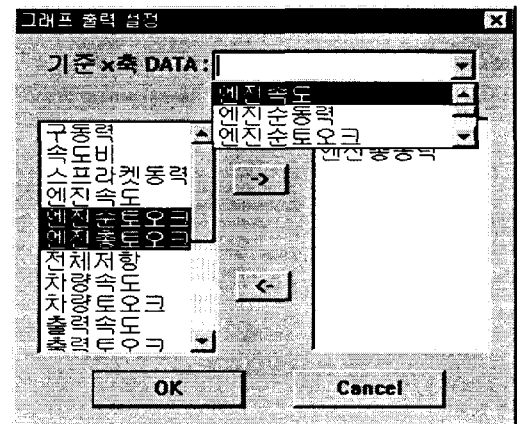 그래프 출력 설정
기준 x축 DATA :
엔진속도
엔진순동력
엔진순토오크
구동력
속도비
스프라켓동력
엔진속도
엔진순토오크
엔진총토오크
전체저항
차량속도
차량토오크
출력속도
출력토오크
->
<-
엔진총동력
OK
Cancel